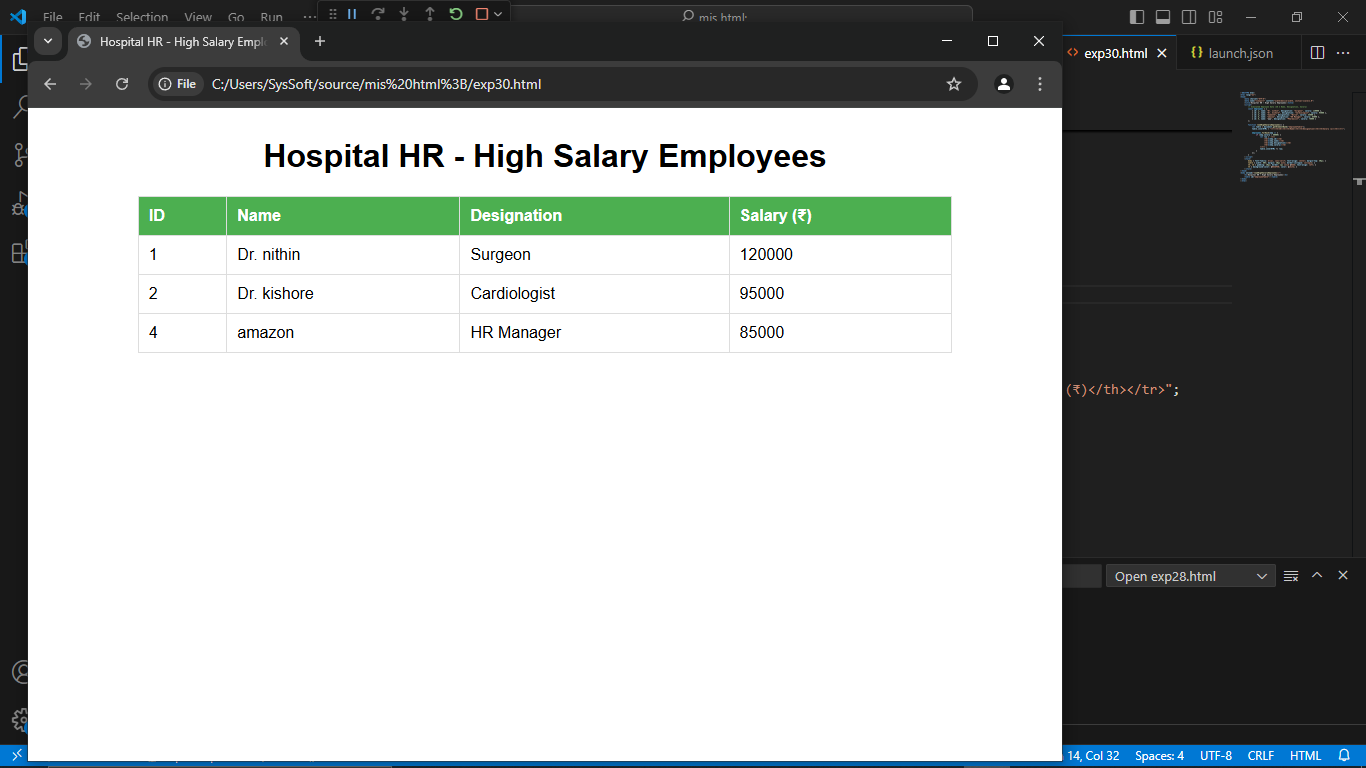 File Edit Selection View Go Run ··· mis html;
Hospital HR - High Salary Empl
exp30.html
launch.json
File C:/Users/SysSoft/source/mis%20html%3B/exp30.html
Hospital HR - High Salary Employees
ID Name Designation Salary (₹)
1 Dr. nithin Surgeon 120000
2 Dr. kishore Cardiologist 95000
4 amazon HR Manager 85000
(₹)</th></tr>";
Open exp28.html
14, Col 32 Spaces: 4 UTF-8 CRLF HTML